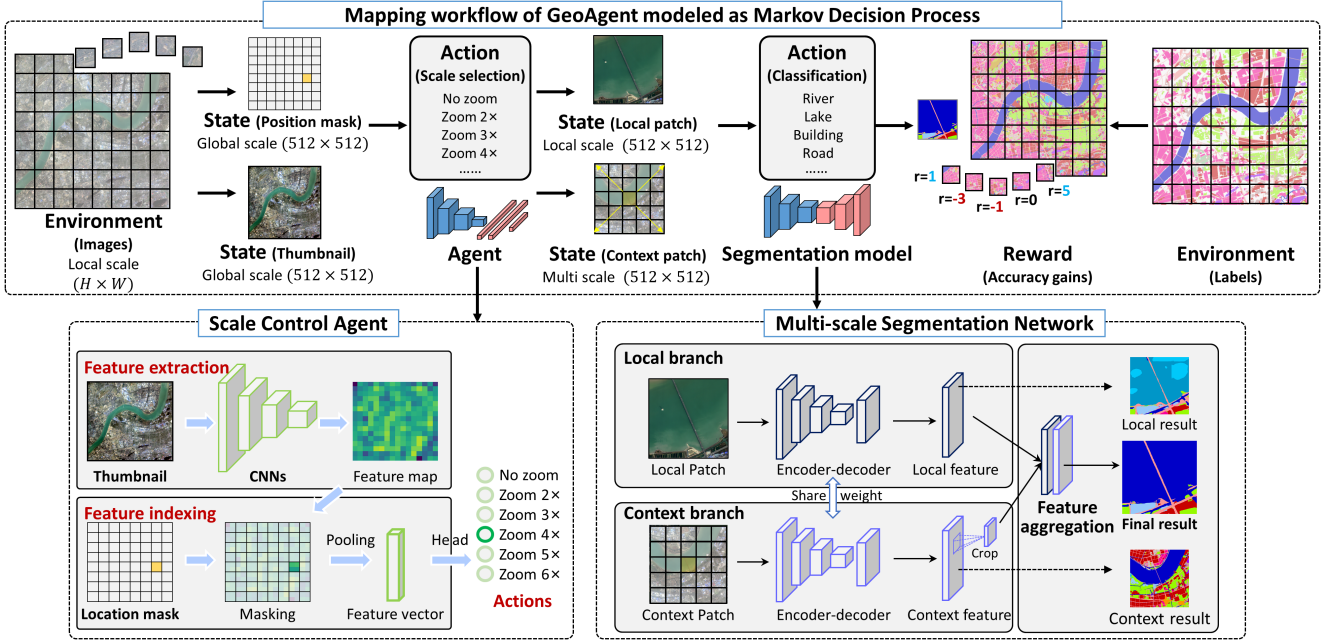 Mapping workflow of GeoAgent modeled as Markov Decision Process
Environment
(Images)
Local scale
(H × W)
State (Position mask)
Global scale (512 × 512)
State (Thumbnail)
Global scale (512 × 512)
Action
(Scale selection)
No zoom
Zoom 2×
Zoom 3×
Zoom 4×
......
Agent
State (Local patch)
Local scale (512 × 512)
State (Context patch)
Multi scale (512 × 512)
Action
(Classification)
River
Lake
Building
Road
......
Segmentation model
r=1
r=-3
r=-1
r=0
r=5
Reward
(Accuracy gains)
Environment
(Labels)
Scale Control Agent
Feature extraction
Thumbnail
CNNs
Feature map
Feature indexing
Location mask
Masking
Pooling
Feature vector
Head
No zoom
Zoom 2×
Zoom 3×
Zoom 4×
Zoom 5×
Zoom 6×
Actions
Multi-scale Segmentation Network
Local branch
Local Patch
Encoder-decoder
Local feature
Share weight
Context branch
Context Patch
Encoder-decoder
Crop
Context feature
Feature
aggregation
Local result
Final result
Context result